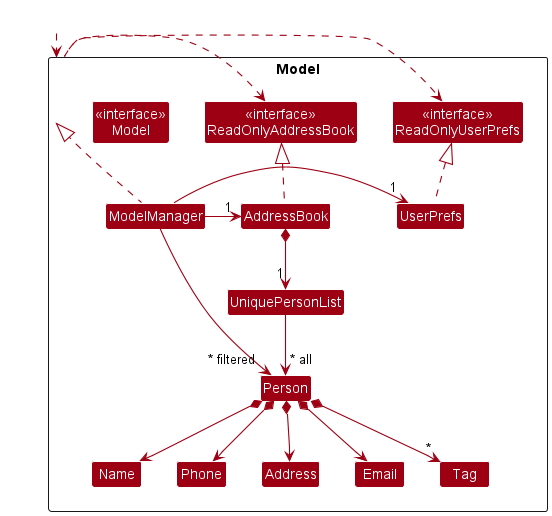 Model
«interface»
Model
«interface»
ReadOnlyAddressBook
«interface»
ReadOnlyUserPrefs
ModelManager
1
AddressBook
1
UserPrefs
1
UniquePersonList
* filtered
* all
Person
*
Name
Phone
Address
Email
Tag